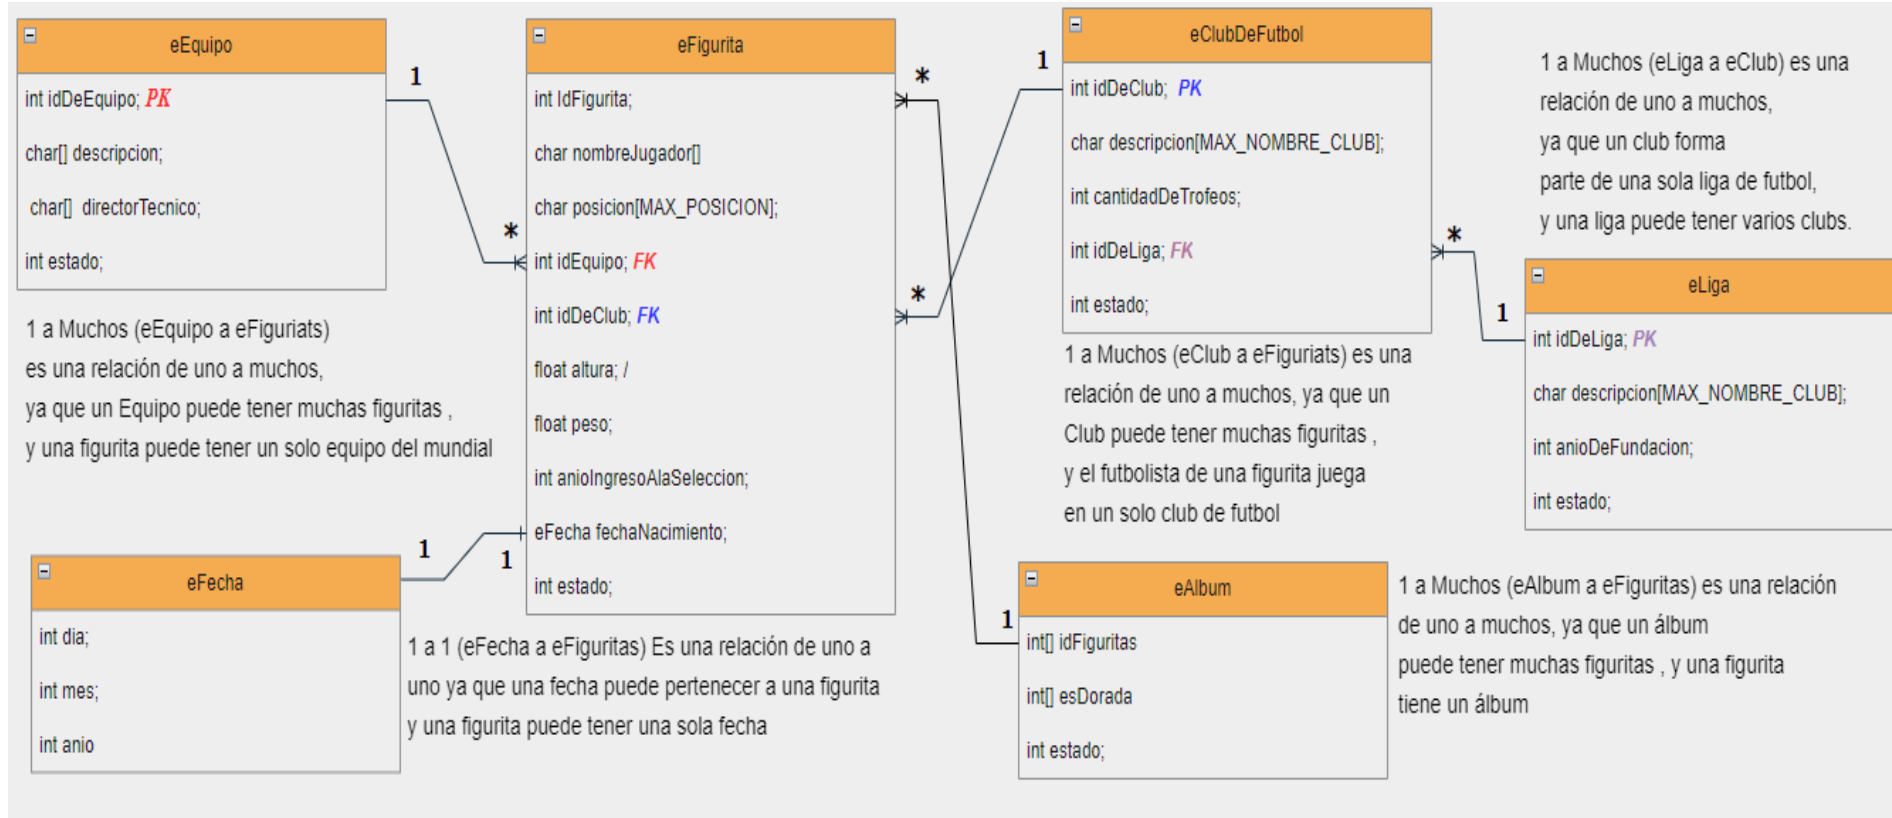 eEquipo
int idDeEquipo; PK
char[] descripcion;
char[] directorTecnico;
int estado;
1
*
1 a Muchos (eEquipo a eFiguriats)
es una relación de uno a muchos,
ya que un Equipo puede tener muchas figuritas ,
y una figurita puede tener un solo equipo del mundial
eFecha
int dia;
int mes;
int anio
1
1
1 a 1 (eFecha a eFiguritas) Es una relación de uno a
uno ya que una fecha puede pertenecer a una figurita
y una figurita puede tener una sola fecha
eFigurita
int IdFigurita;
char nombreJugador[]
char posicion[MAX_POSICION];
int idEquipo; FK
int idDeClub; FK
float altura; /
float peso;
int anioIngresoAlaSeleccion;
eFecha fechaNacimiento;
int estado;
*
*
1
1
eClubDeFutbol
int idDeClub; PK
char descripcion[MAX_NOMBRE_CLUB];
int cantidadDeTrofeos;
int idDeLiga; FK
int estado;
1 a Muchos (eClub a eFiguriats) es una
relación de uno a muchos, ya que un
Club puede tener muchas figuritas ,
y el futbolista de una figurita juega
en un solo club de futbol
eAlbum
int[] idFiguritas
int[] esDorada
int estado;
1 a Muchos (eAlbum a eFiguritas) es una relación
de uno a muchos, ya que un álbum
puede tener muchas figuritas , y una figurita
tiene un álbum
1 a Muchos (eLiga a eClub) es una
relación de uno a muchos,
ya que un club forma
parte de una sola liga de futbol,
y una liga puede tener varios clubs.
*
1
eLiga
int idDeLiga; PK
char descripcion[MAX_NOMBRE_CLUB];
int anioDeFundacion;
int estado;